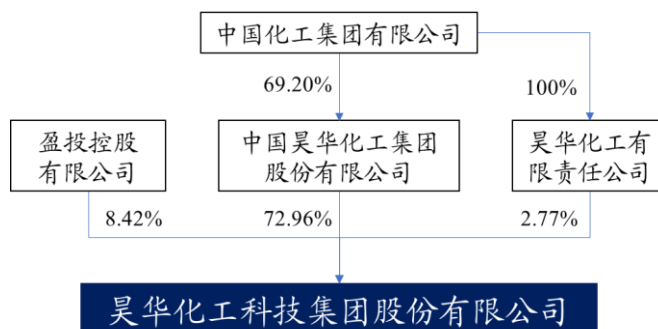 中国化工集团有限公司
69.20%
100%
盈投控股
有限公司
中国昊华化工集团
股份有限公司
昊华化工有
限责任公司
8.42%
72.96%
2.77%
昊华化工科技集团股份有限公司